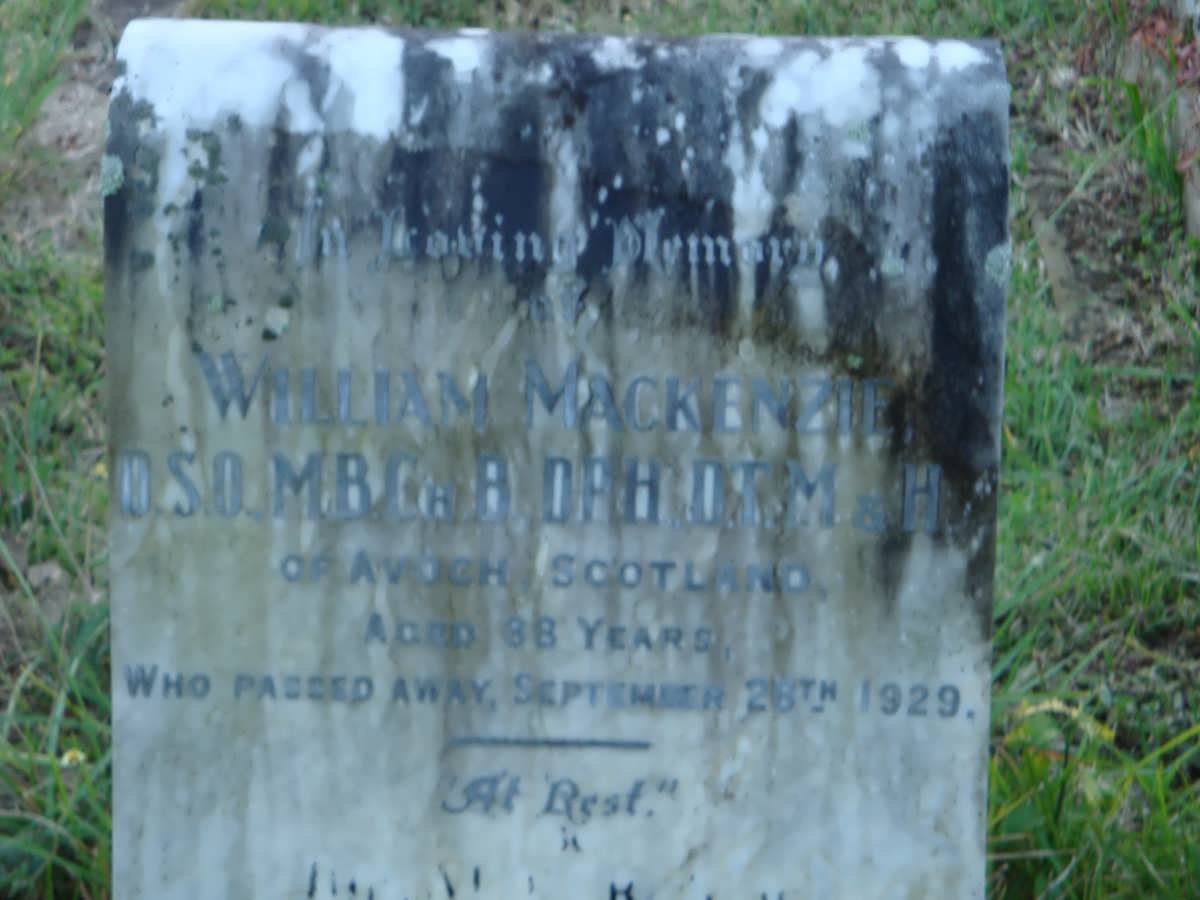 In Loving Memory
of
WILLIAM MACKENZIE,
D.S.O., M.B.CH.B., D.P.H., D.T.M. & H.
OF AVOCH, SCOTLAND,
AGED 38 YEARS,
WHO PASSED AWAY, SEPTEMBER 28TH 1929.
"At Rest."